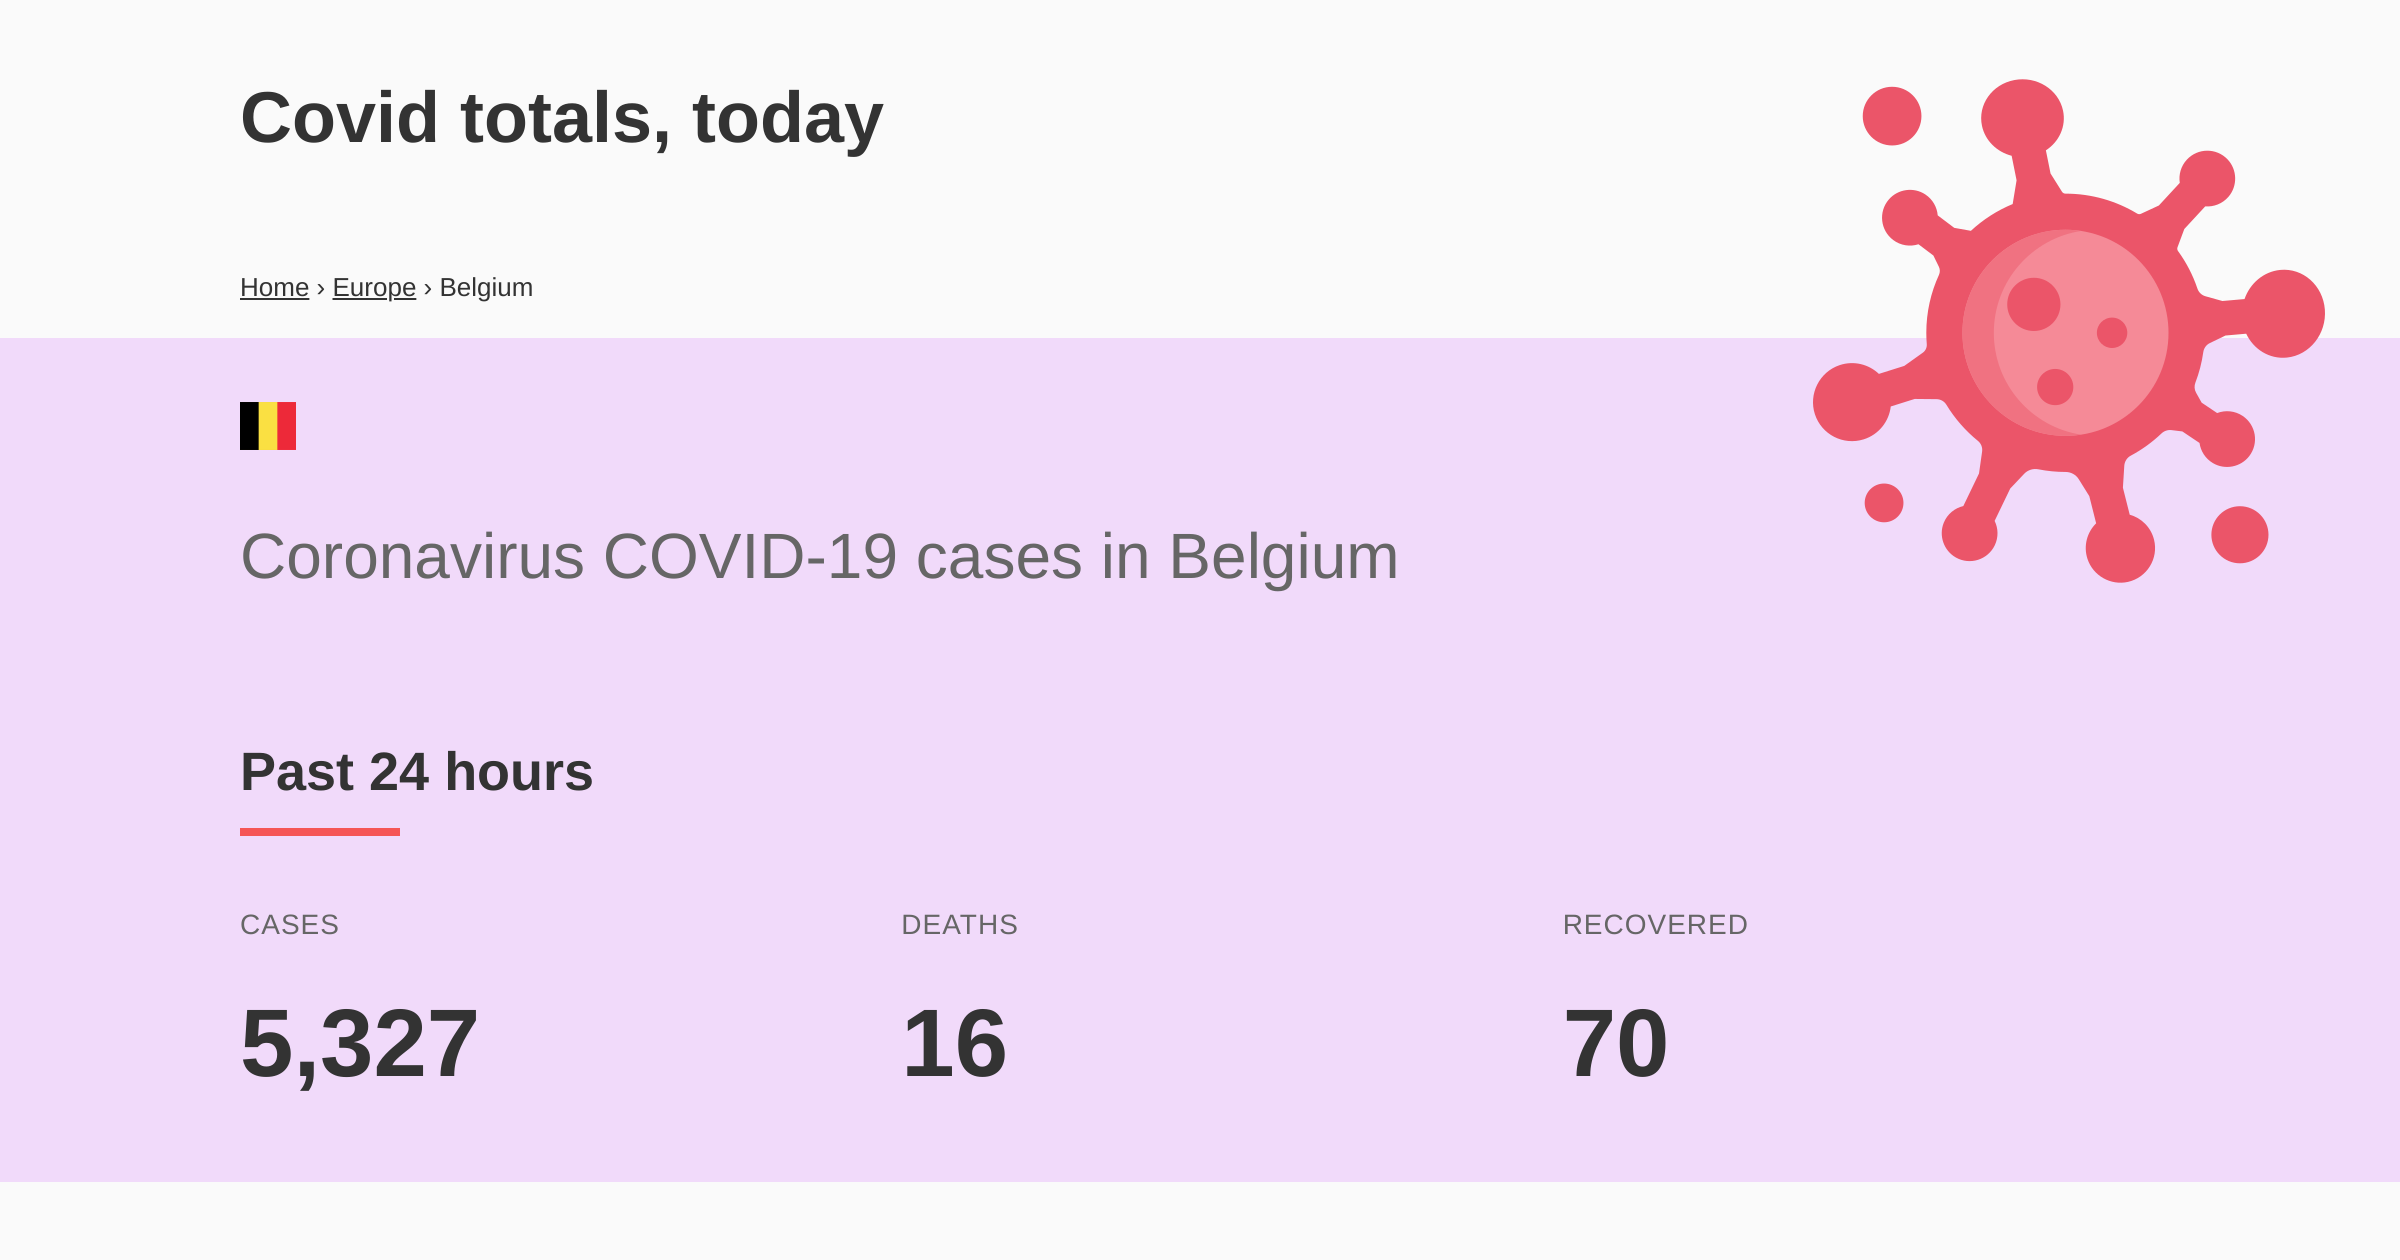 Covid totals, today
Home › Europe › Belgium
Coronavirus COVID-19 cases in Belgium
Past 24 hours
CASES DEATHS RECOVERED
5,327 16 70